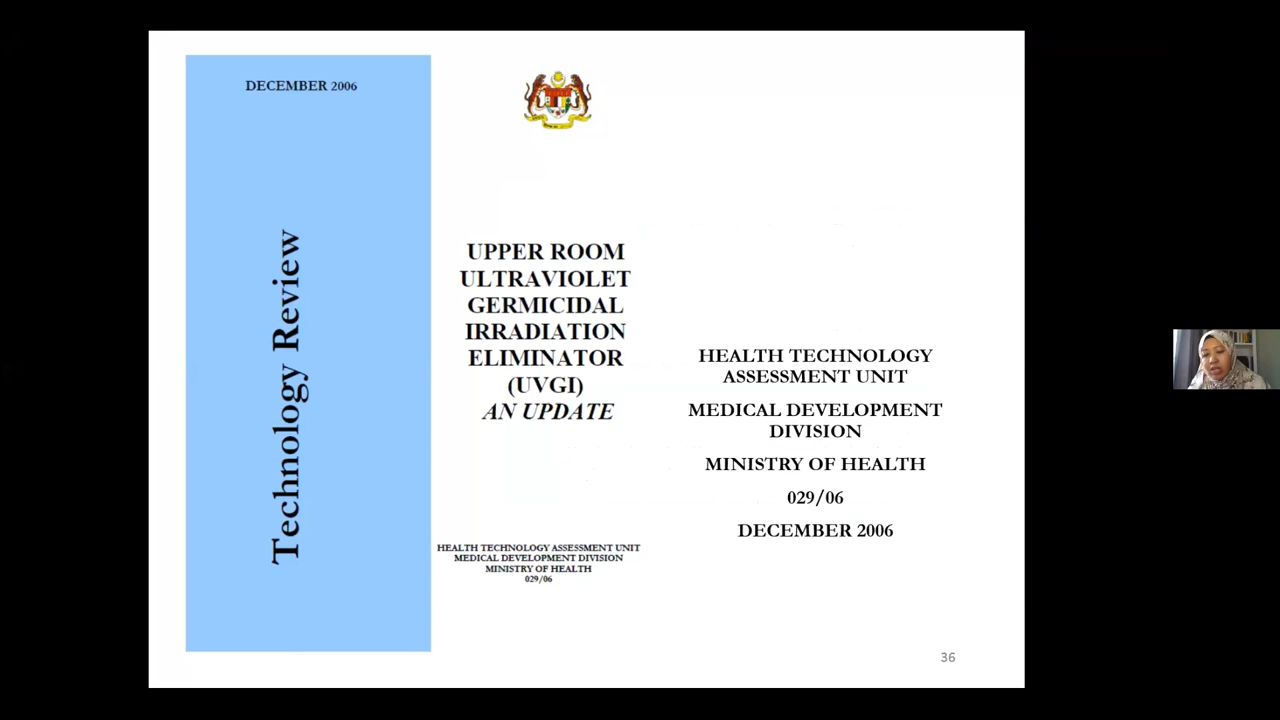 DECEMBER 2006
Technology Review
UPPER ROOM
ULTRAVIOLET
GERMICIDAL
IRRADIATION
ELIMINATOR
(UVGI)
AN UPDATE
HEALTH TECHNOLOGY ASSESSMENT UNIT
MEDICAL DEVELOPMENT DIVISION
MINISTRY OF HEALTH
029/06
HEALTH TECHNOLOGY
ASSESSMENT UNIT
MEDICAL DEVELOPMENT
DIVISION
MINISTRY OF HEALTH
029/06
DECEMBER 2006
36